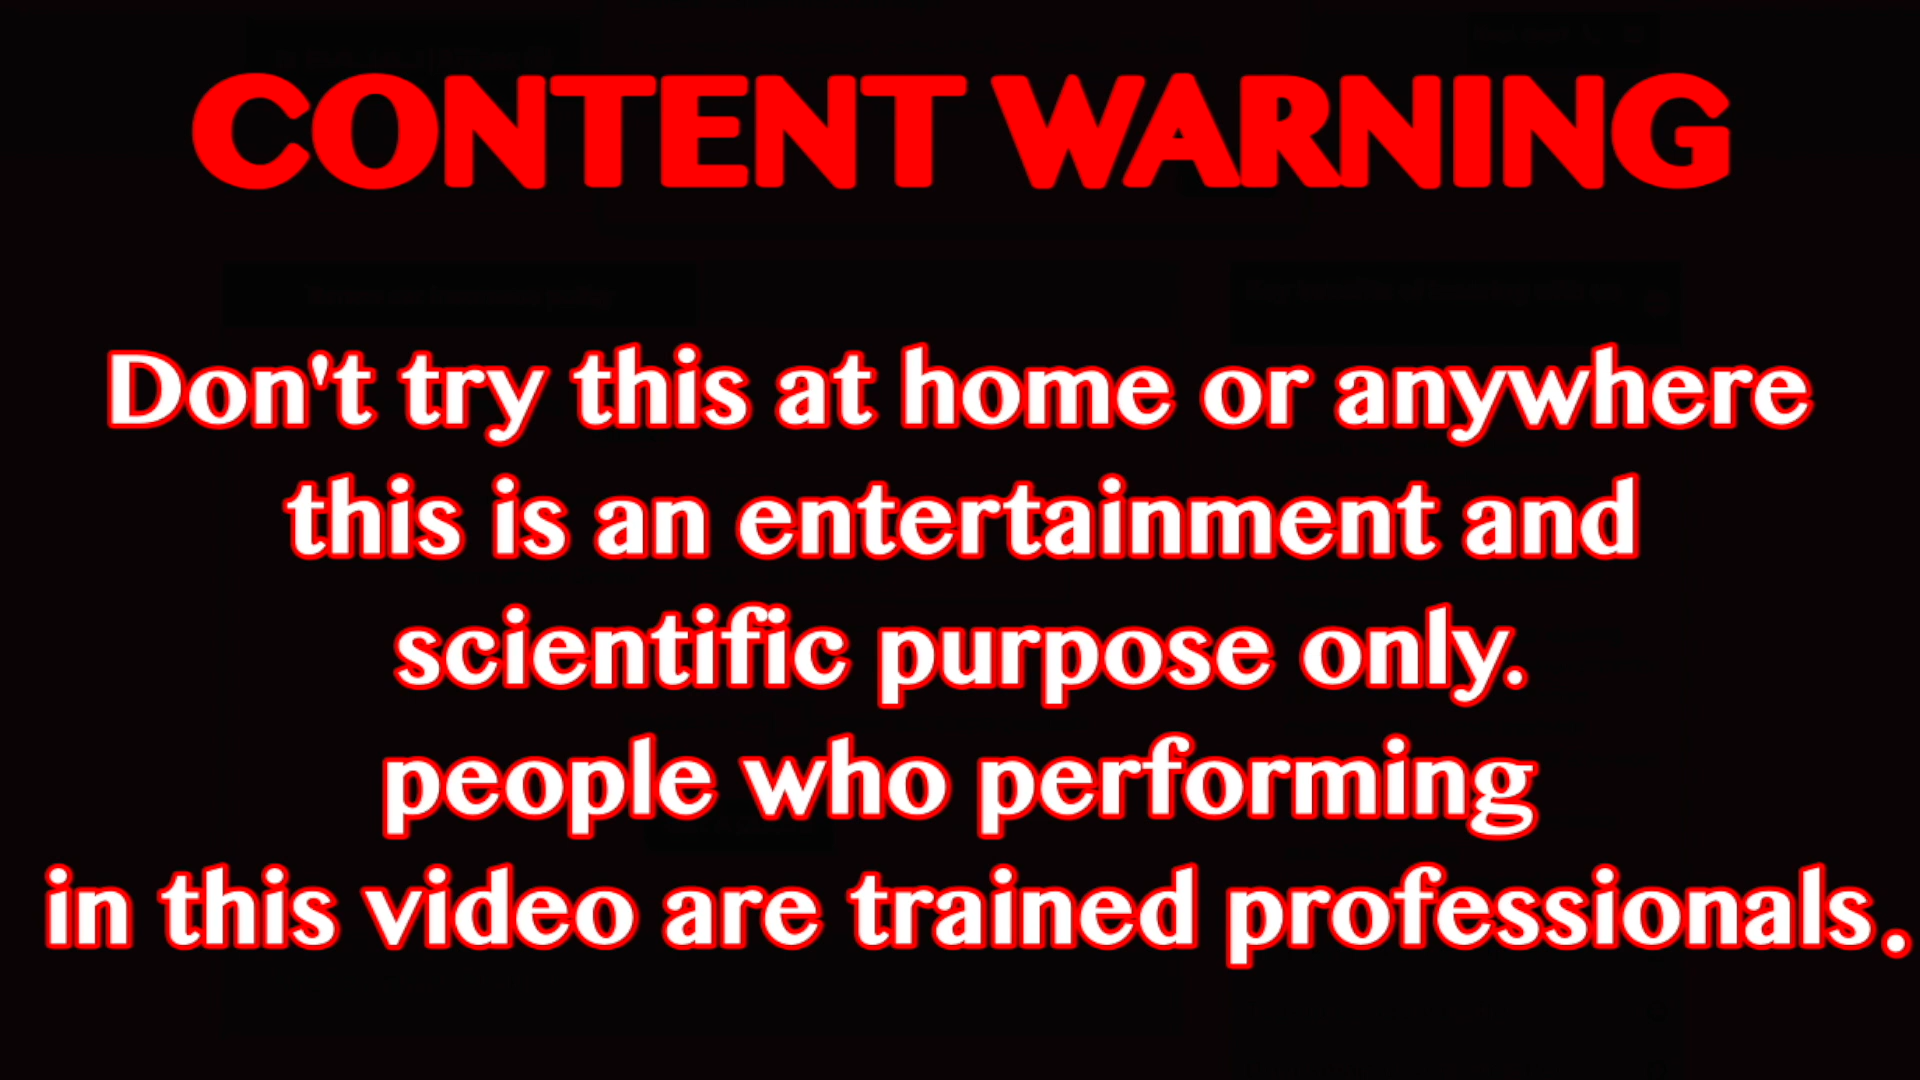 CONTENT WARNING
Don't try this at home or anywhere
this is an entertainment and
scientific purpose only.
people who performing
in this video are trained professionals.